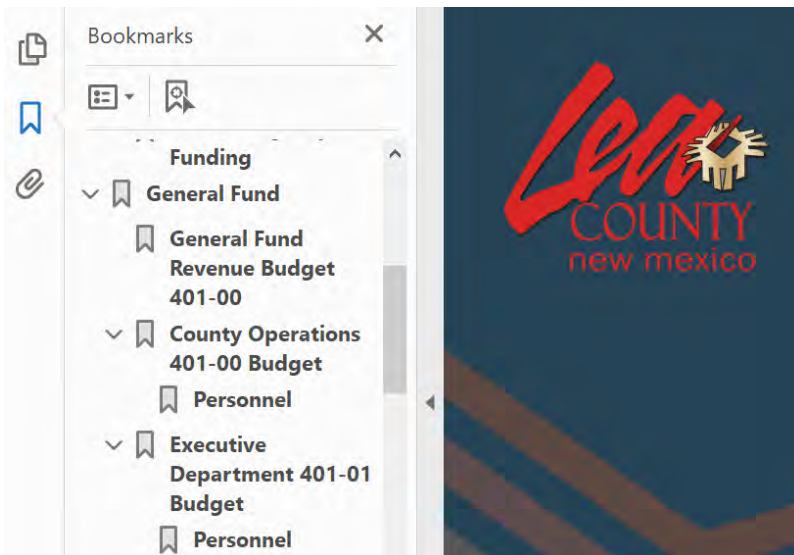 Bookmarks
Funding
General Fund
General Fund
Revenue Budget
401-00
County Operations
401-00 Budget
Personnel
Executive
Department 401-01
Budget
Personnel
Lea
COUNTY
new mexico